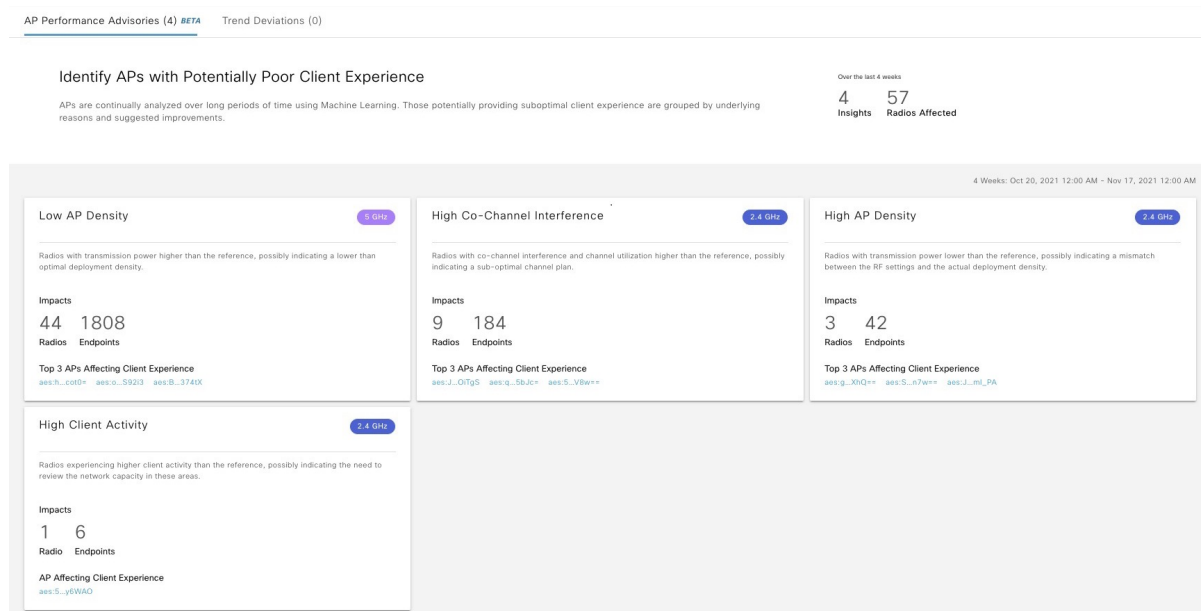 AP Performance Advisories (4) BETA Trend Deviations (0)
Identify APs with Potentially Poor Client Experience
APs are continually analyzed over long periods of time using Machine Learning. Those potentially providing suboptimal client experience are grouped by underlying
reasons and suggested improvements.
Over the last 4 weeks
4 57
Insights Radios Affected
4 Weeks: Oct 20, 2021 12:00 AM - Nov 17, 2021 12:00 AM
Low AP Density 5 GHz
Radios with transmission power higher than the reference, possibly indicating a lower than
optimal deployment density.
Impacts
44 1808
Radios Endpoints
Top 3 APs Affecting Client Experience
aes:h...cot0= aes:o...S92i3 aes:B...374tX
High Co-Channel Interference 2.4 GHz
Radios with co-channel interference and channel utilization higher than the reference, possibly
indicating a sub-optimal channel plan.
Impacts
9 184
Radios Endpoints
Top 3 APs Affecting Client Experience
aes:J...OiTgS aes:q...5bJc= aes:5...V8w==
High AP Density 2.4 GHz
Radios with transmission power lower than the reference, possibly indicating a mismatch
between the RF settings and the actual deployment density.
Impacts
3 42
Radios Endpoints
Top 3 APs Affecting Client Experience
aes:g...XhQ== aes:S...n7w== aes:J...ml_PA
High Client Activity 2.4 GHz
Radios experiencing higher client activity than the reference, possibly indicating the need to
review the network capacity in these areas.
Impacts
1 6
Radio Endpoints
AP Affecting Client Experience
aes:5...y6WAO